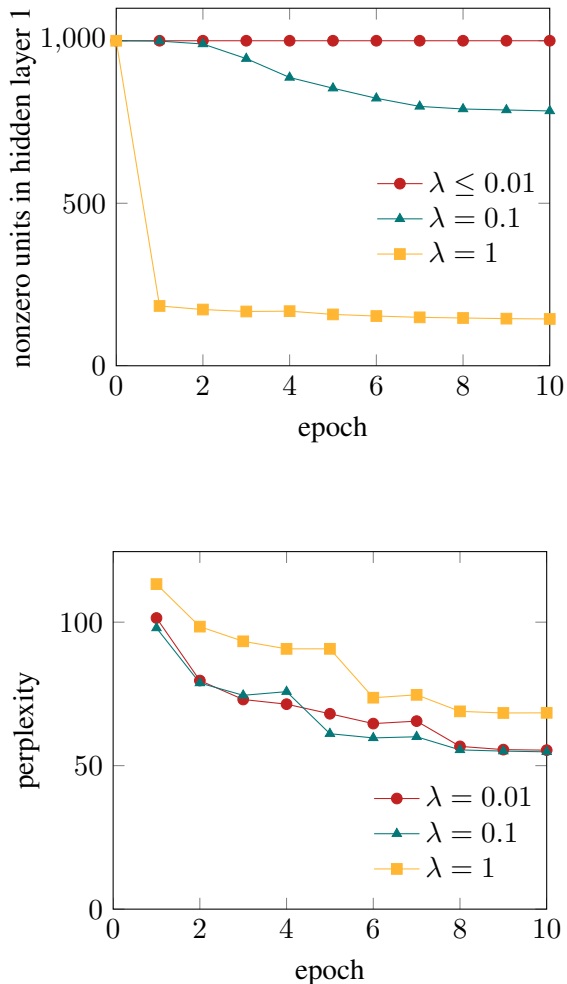 1,000
500
0
nonzero units in hidden layer 1
λ ≤ 0.01
λ = 0.1
λ = 1
0 2 4 6 8 10
epoch
100
50
0
perplexity
λ = 0.01
λ = 0.1
λ = 1
0 2 4 6 8 10
epoch